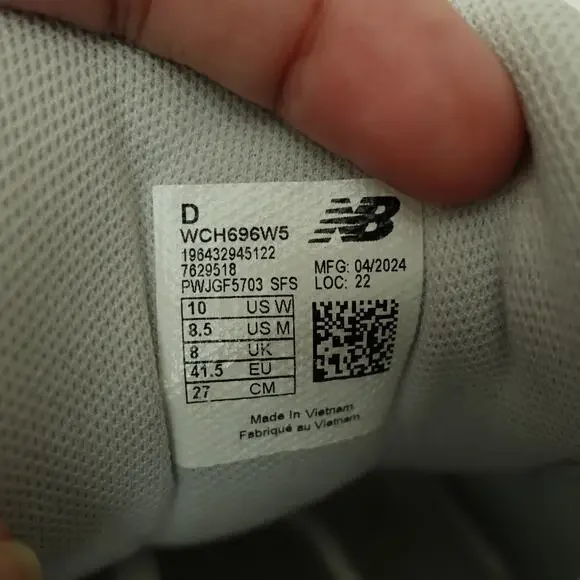 D
NB
WCH696W5
196432945122
7629518
MFG: 04/2024
PWJGF5703 SFS
LOC: 22
10 US W
8.5 US M
8 UK
41.5 EU
27 CM
Made In Vietnam
Fabriqué au Vietnam